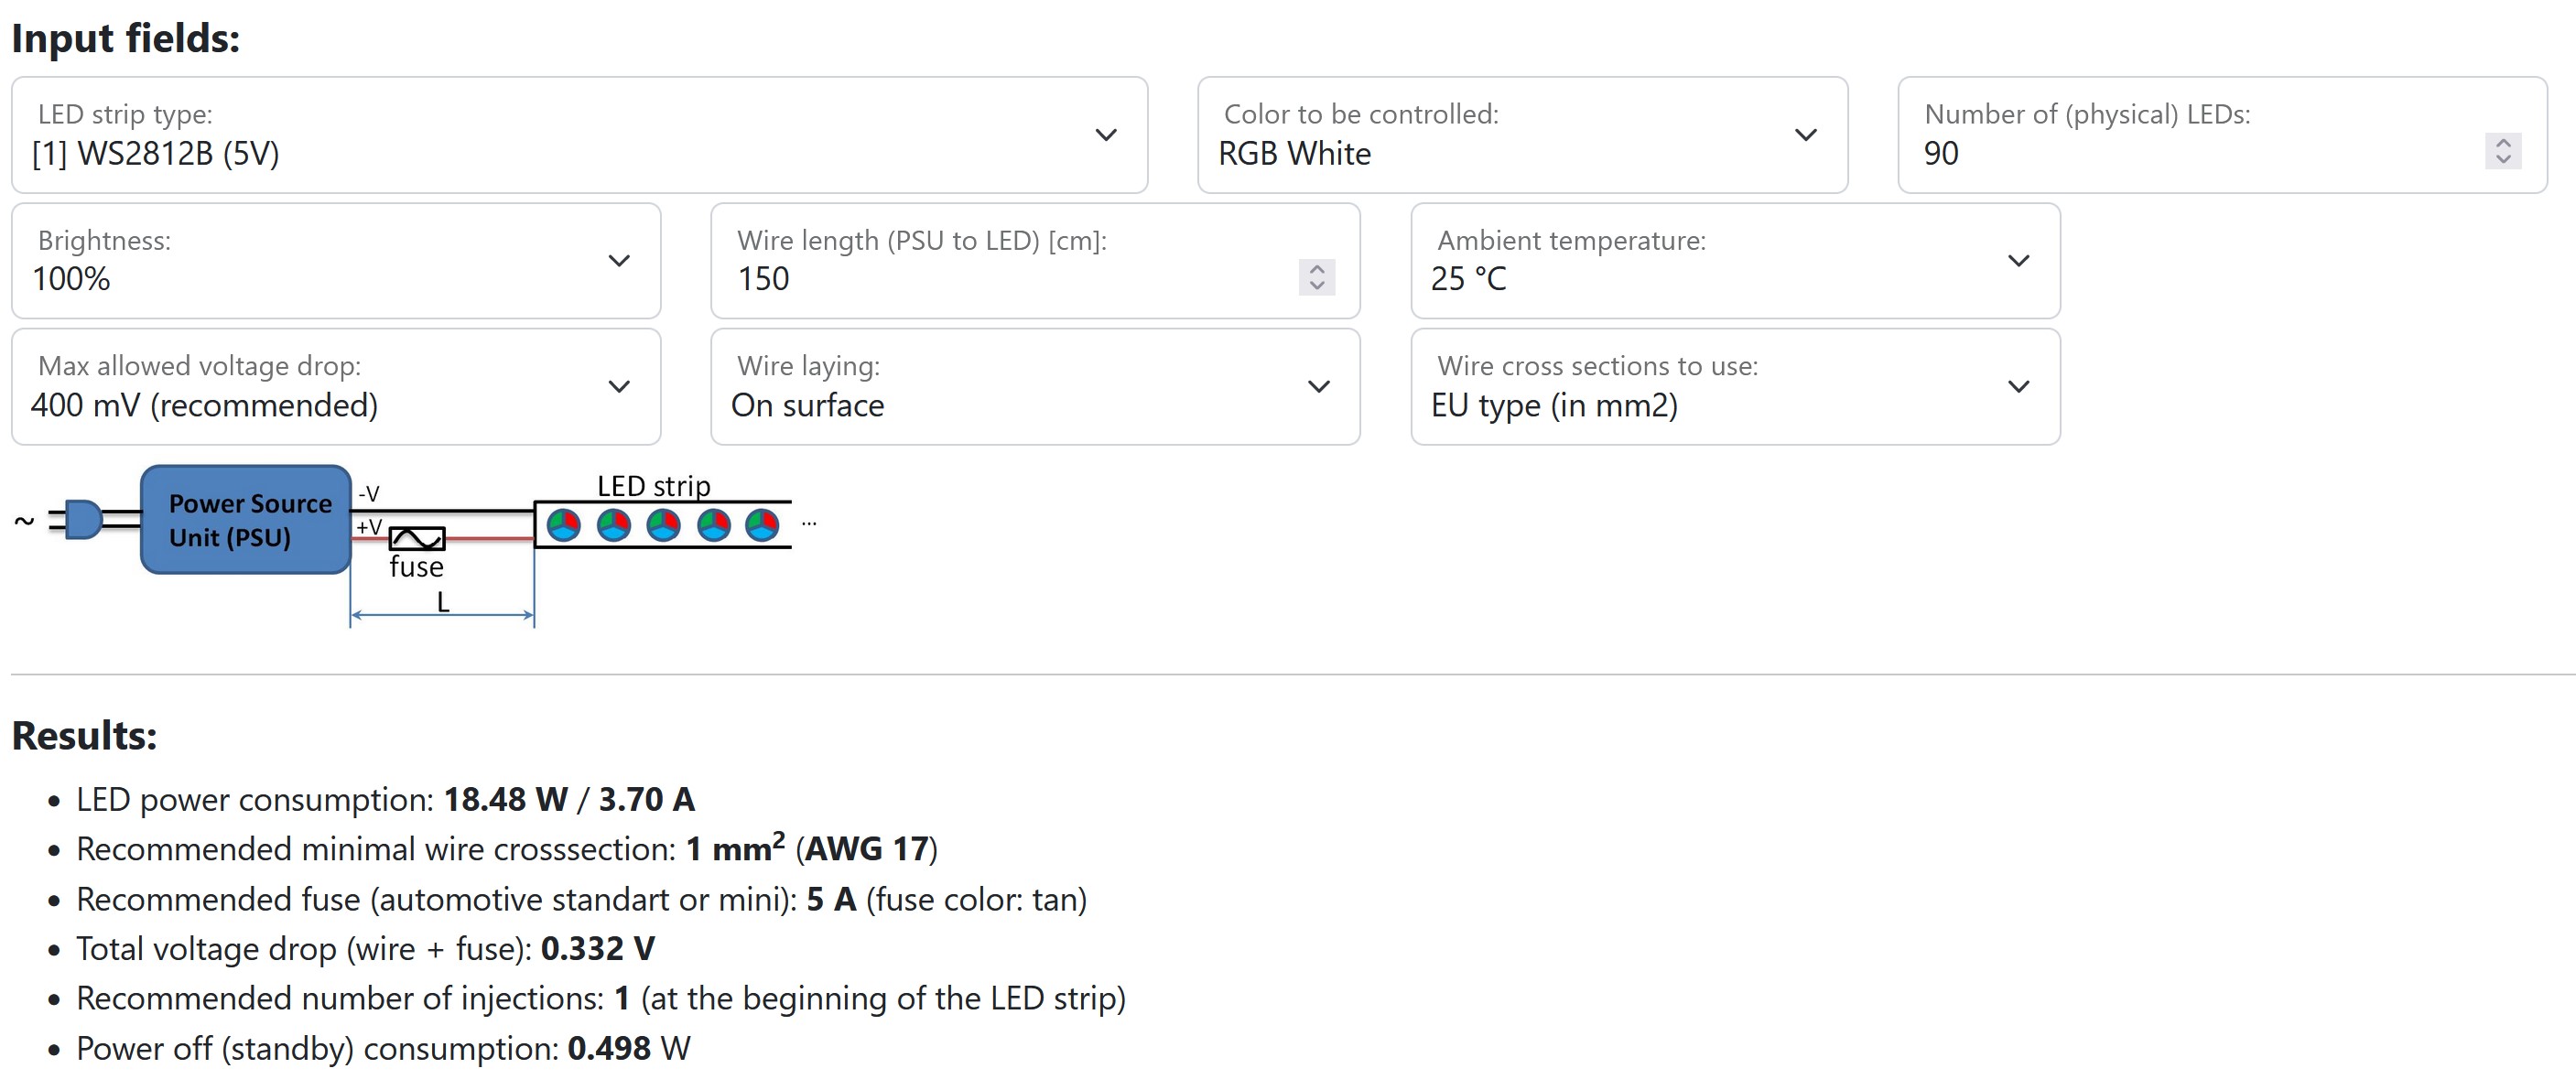 Input fields:
LED strip type:
[1] WS2812B (5V)
Color to be controlled:
RGB White
Number of (physical) LEDs:
90
Brightness:
100%
Wire length (PSU to LED) [cm]:
150
Ambient temperature:
25 °C
Max allowed voltage drop:
400 mV (recommended)
Wire laying:
On surface
Wire cross sections to use:
EU type (in mm2)
~
Power Source
Unit (PSU)
-V
+V
fuse
L
LED strip
...
Results:
• LED power consumption: 18.48 W / 3.70 A
• Recommended minimal wire crosssection: 1 mm² (AWG 17)
• Recommended fuse (automotive standart or mini): 5 A (fuse color: tan)
• Total voltage drop (wire + fuse): 0.332 V
• Recommended number of injections: 1 (at the beginning of the LED strip)
• Power off (standby) consumption: 0.498 W